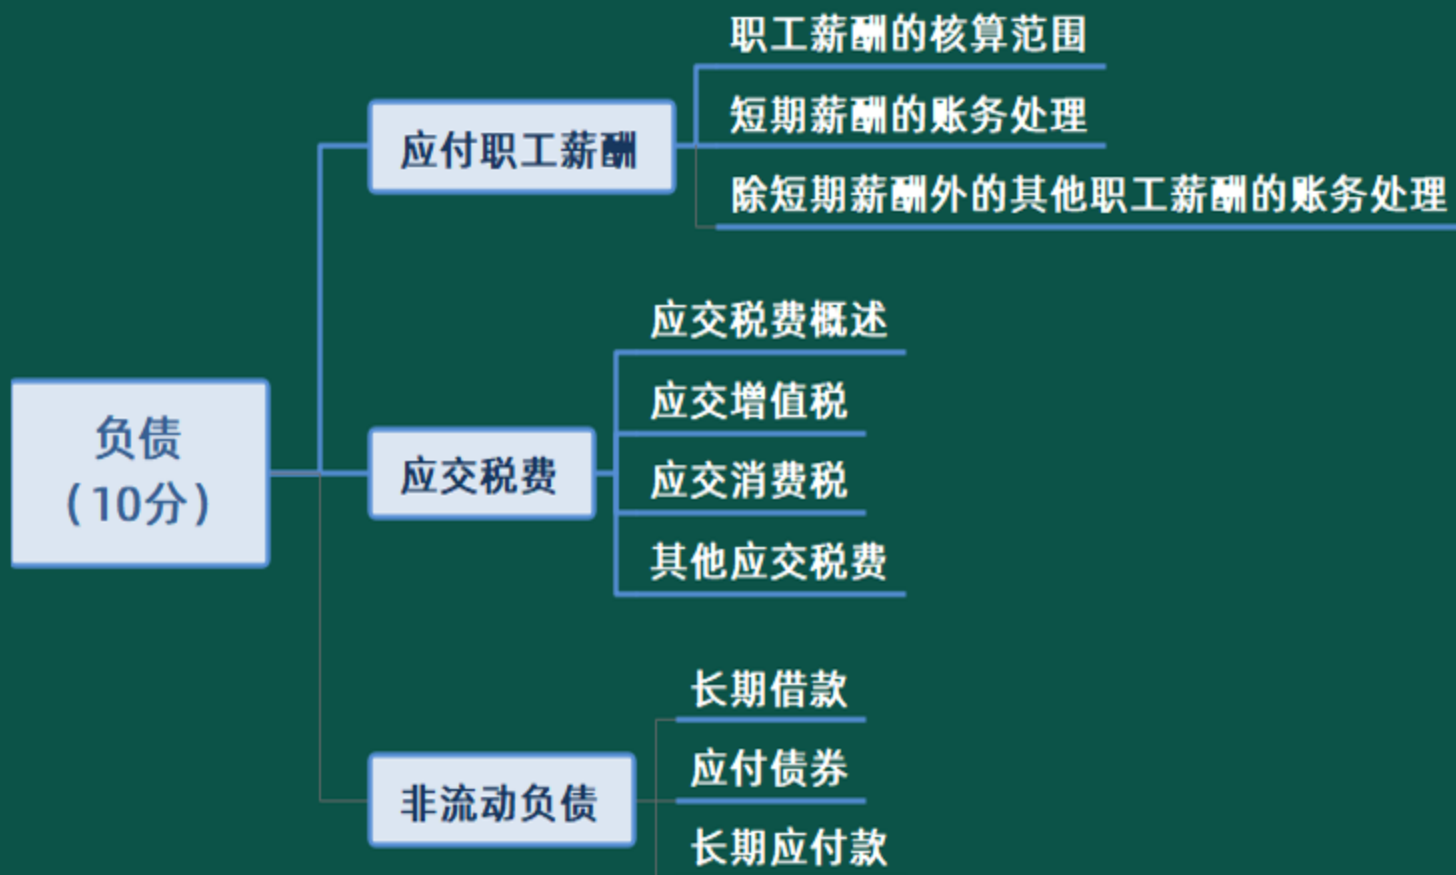 职工薪酬的核算范围
短期薪酬的账务处理
应付职工薪酬
除短期薪酬外的其他职工薪酬的账务处理
应交税费概述
应交增值税
负债
（10分）
应交税费
应交消费税
其他应交税费
长期借款
应付债券
非流动负债
长期应付款